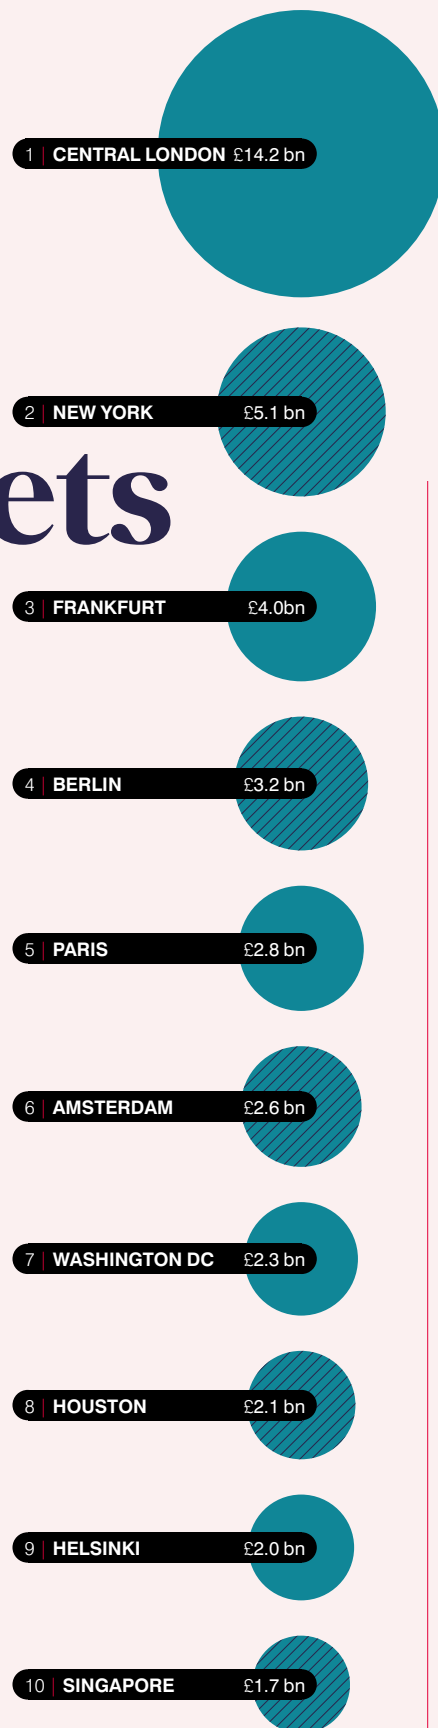 1 | CENTRAL LONDON £14.2 bn
2 | NEW YORK £5.1 bn
ets
3 | FRANKFURT £4.0bn
4 | BERLIN £3.2 bn
5 | PARIS £2.8 bn
6 | AMSTERDAM £2.6 bn
7 | WASHINGTON DC £2.3 bn
8 | HOUSTON £2.1 bn
9 | HELSINKI £2.0 bn
10 | SINGAPORE £1.7 bn